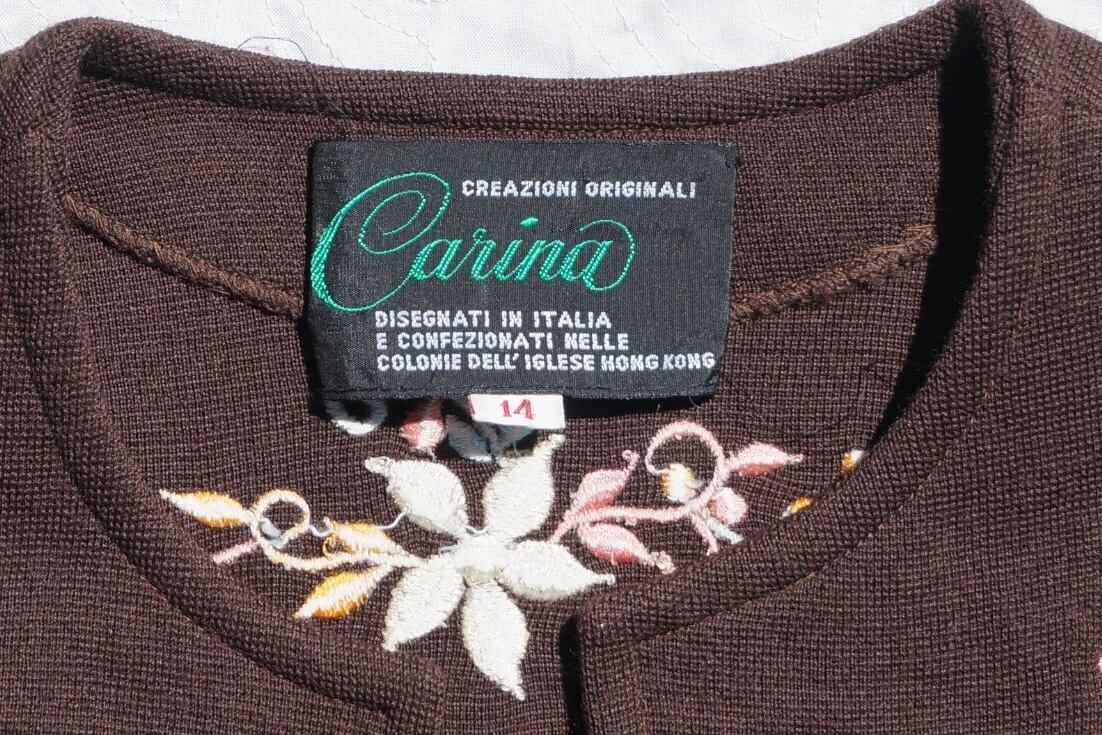 CREAZIONI ORIGINALI
Carina
DISEGNATI IN ITALIA
E CONFEZIONATI NELLE
COLONIE DELL' IGLESE HONG KONG
14